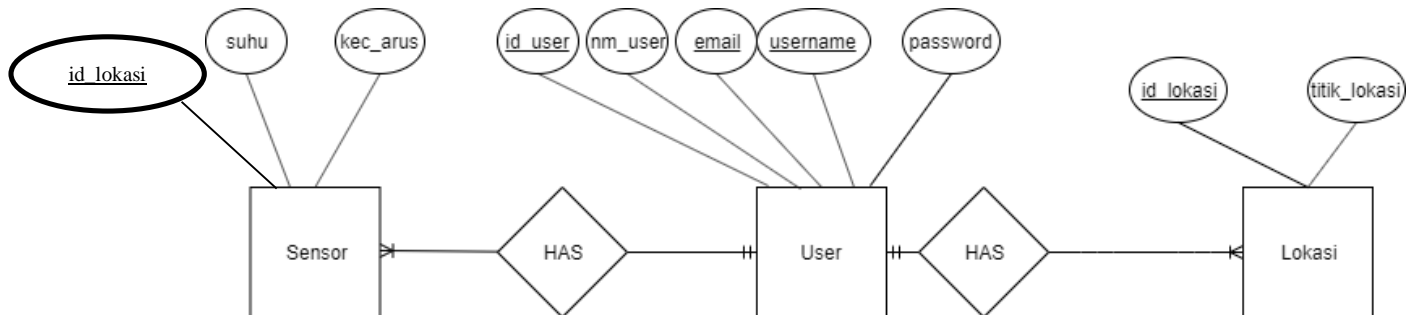 id_lokasi
suhu
kec_arus
id_user
nm_user
email
username
password
id_lokasi
titik_lokasi
Sensor
HAS
User
HAS
Lokasi